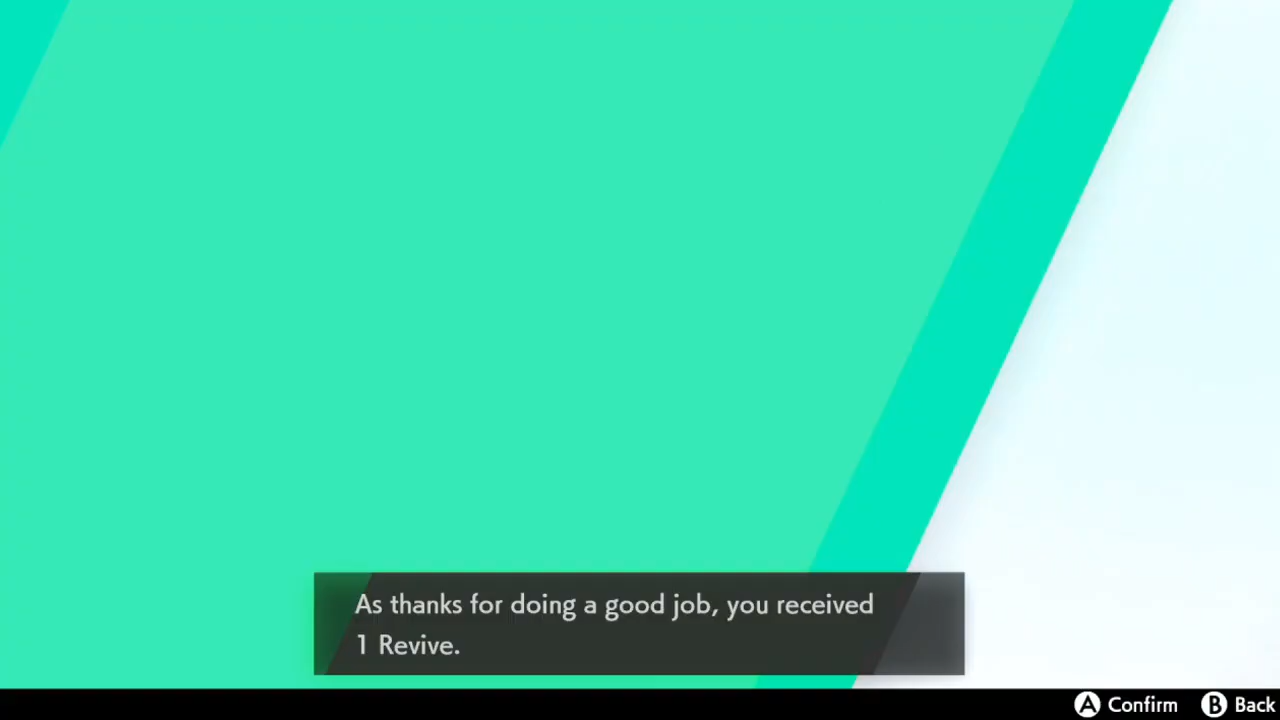 As thanks for doing a good job, you received
1 Revive.
A Confirm B Back